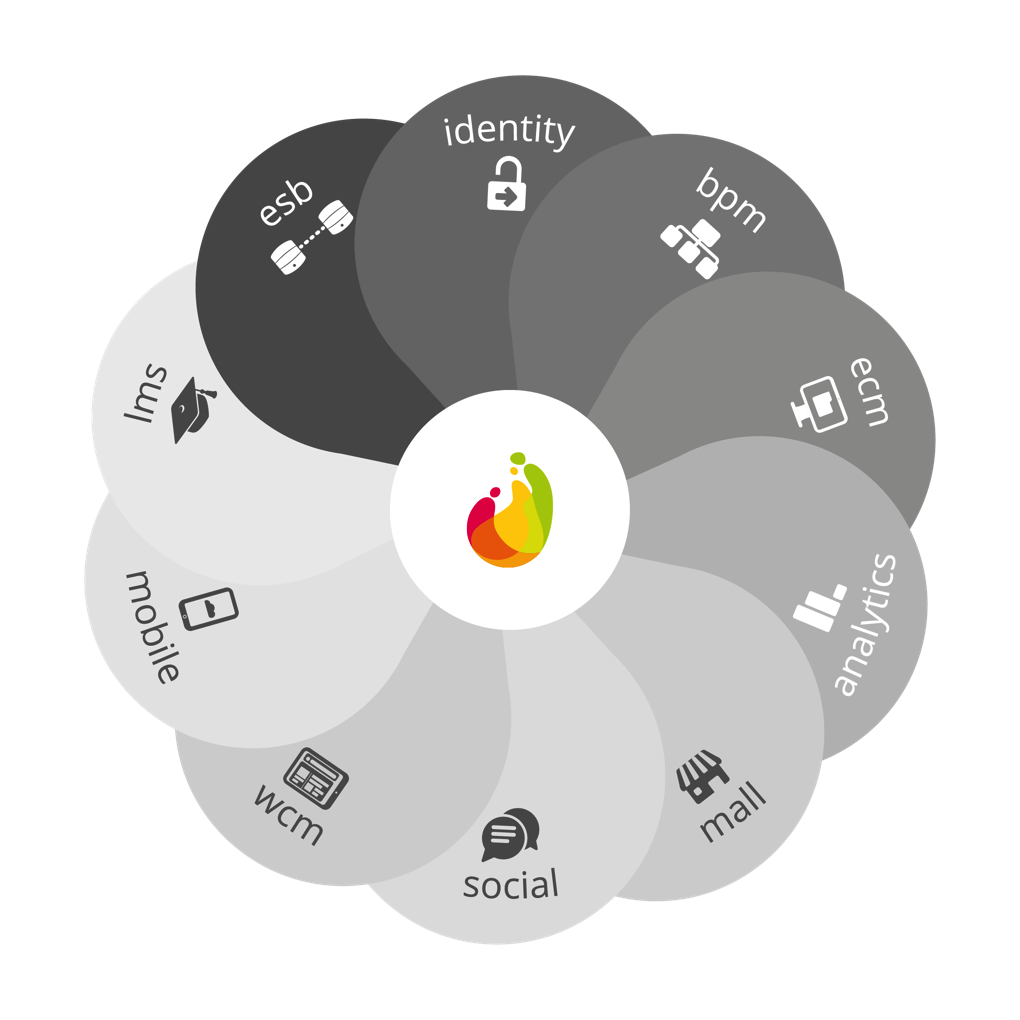 identity
bpm
ecm
analytics
mall
social
wcm
mobile
lms
esb